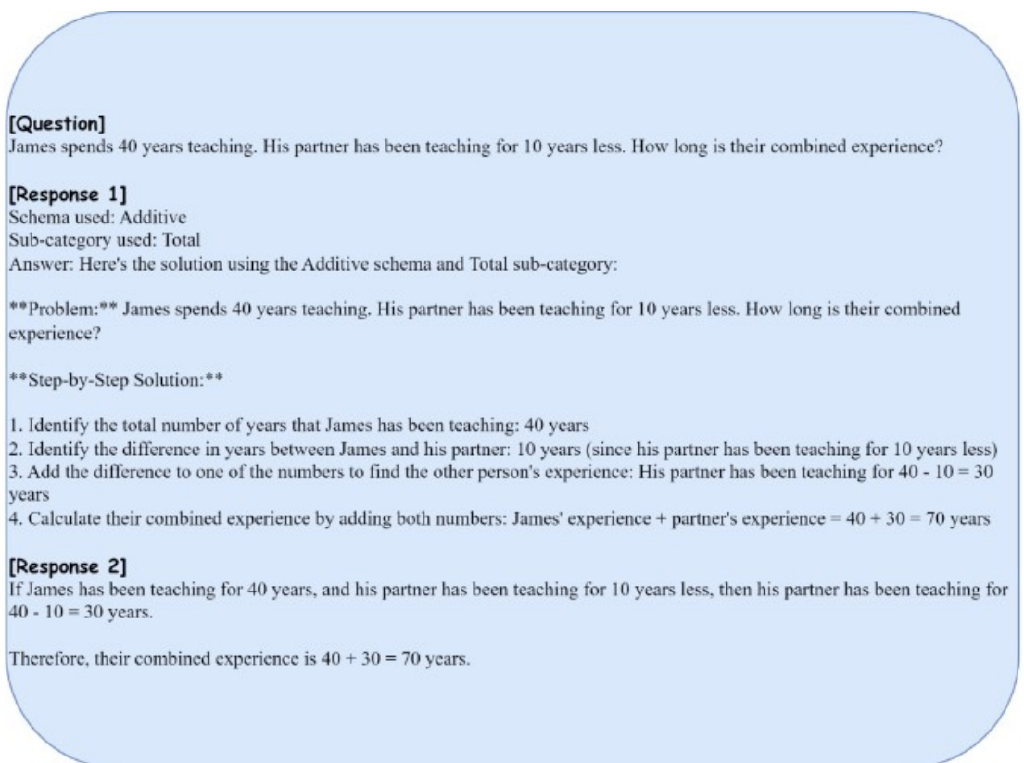 [Question]
James spends 40 years teaching. His partner has been teaching for 10 years less. How long is their combined experience?
[Response 1]
Schema used: Additive
Sub-category used: Total
Answer: Here's the solution using the Additive schema and Total sub-category:
**Problem:** James spends 40 years teaching. His partner has been teaching for 10 years less. How long is their combined
experience?
**Step-by-Step Solution:**
1. Identify the total number of years that James has been teaching: 40 years
2. Identify the difference in years between James and his partner: 10 years (since his partner has been teaching for 10 years less)
3. Add the difference to one of the numbers to find the other person's experience: His partner has been teaching for 40 - 10 = 30
years
4. Calculate their combined experience by adding both numbers: James' experience + partner's experience = 40 + 30 = 70 years
[Response 2]
If James has been teaching for 40 years, and his partner has been teaching for 10 years less, then his partner has been teaching for
40 - 10 = 30 years.
Therefore, their combined experience is 40 + 30 = 70 years.